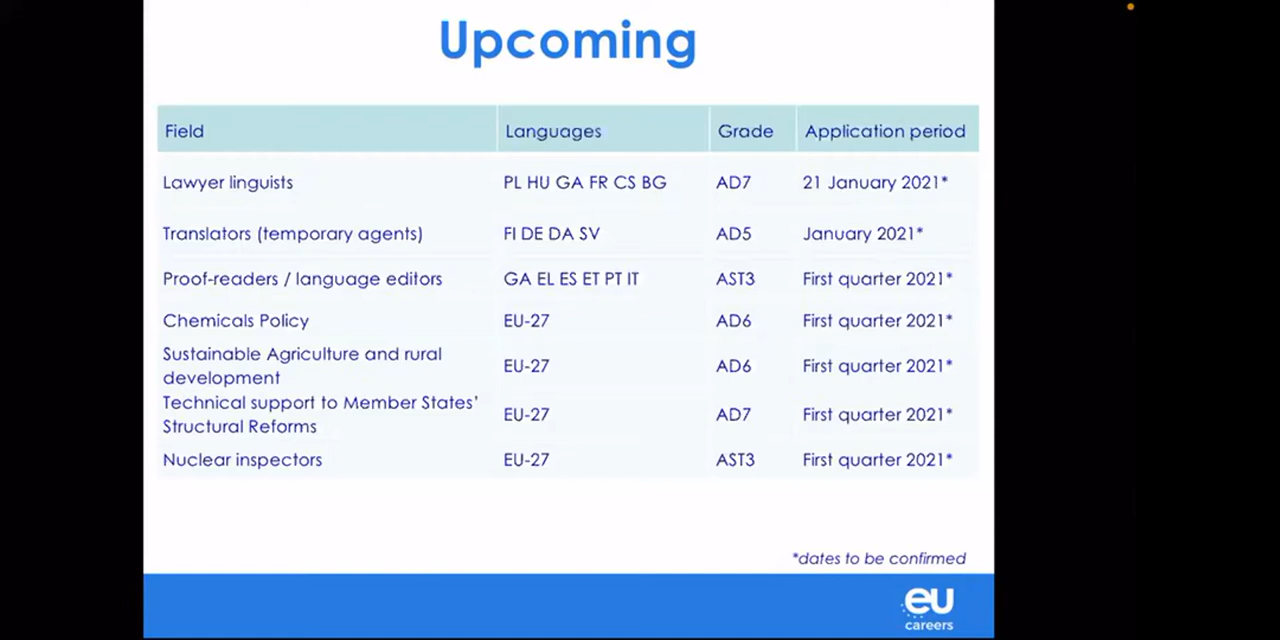 Upcoming
Field Languages Grade Application period
Lawyer linguists PL HU GA FR CS BG AD7 21 January 2021*
Translators (temporary agents) FI DE DA SV AD5 January 2021*
Proof-readers / language editors GA EL ES ET PT IT AST3 First quarter 2021*
Chemicals Policy EU-27 AD6 First quarter 2021*
Sustainable Agriculture and rural
development EU-27 AD6 First quarter 2021*
Technical support to Member States’
Structural Reforms EU-27 AD7 First quarter 2021*
Nuclear inspectors EU-27 AST3 First quarter 2021*
*dates to be confirmed
eu
careers